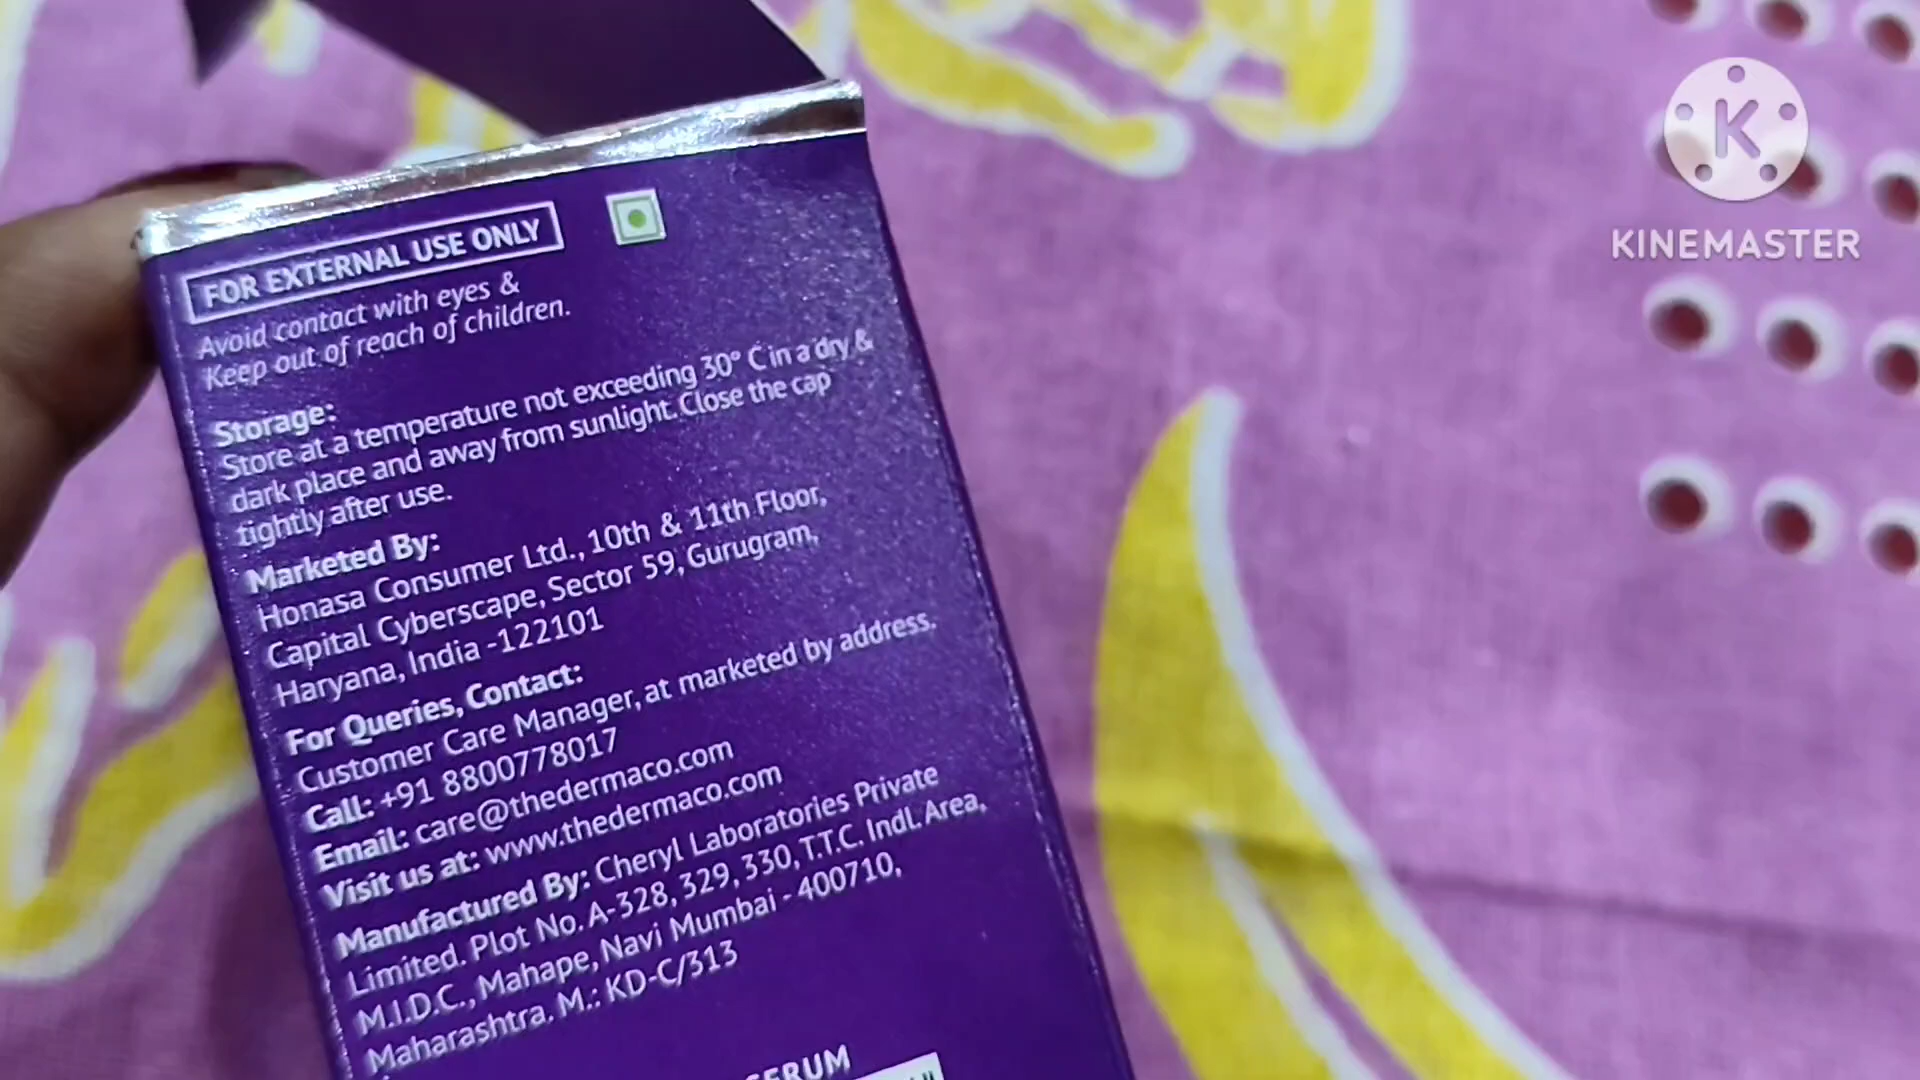 FOR EXTERNAL USE ONLY
Avoid contact with eyes &
Keep out of reach of children.
Storage:
Store at a temperature not exceeding 30° C in a dry &
dark place and away from sunlight. Close the cap
tightly after use.
Marketed By:
Honasa Consumer Ltd., 10th & 11th Floor,
Capital Cyberscape, Sector 59, Gurugram,
Haryana, India -122101
For Queries, Contact:
Customer Care Manager, at marketed by address.
Call: +91 8800778017
Email: care@thedermaco.com
Visit us at: www.thedermaco.com
Manufactured By: Cheryl Laboratories Private
Limited. Plot No. A-328, 329, 330, T.T.C. Indl. Area,
M.I.D.C., Mahape, Navi Mumbai - 400710,
Maharashtra. M.: KD-C/313
SERUM
K
KINEMASTER